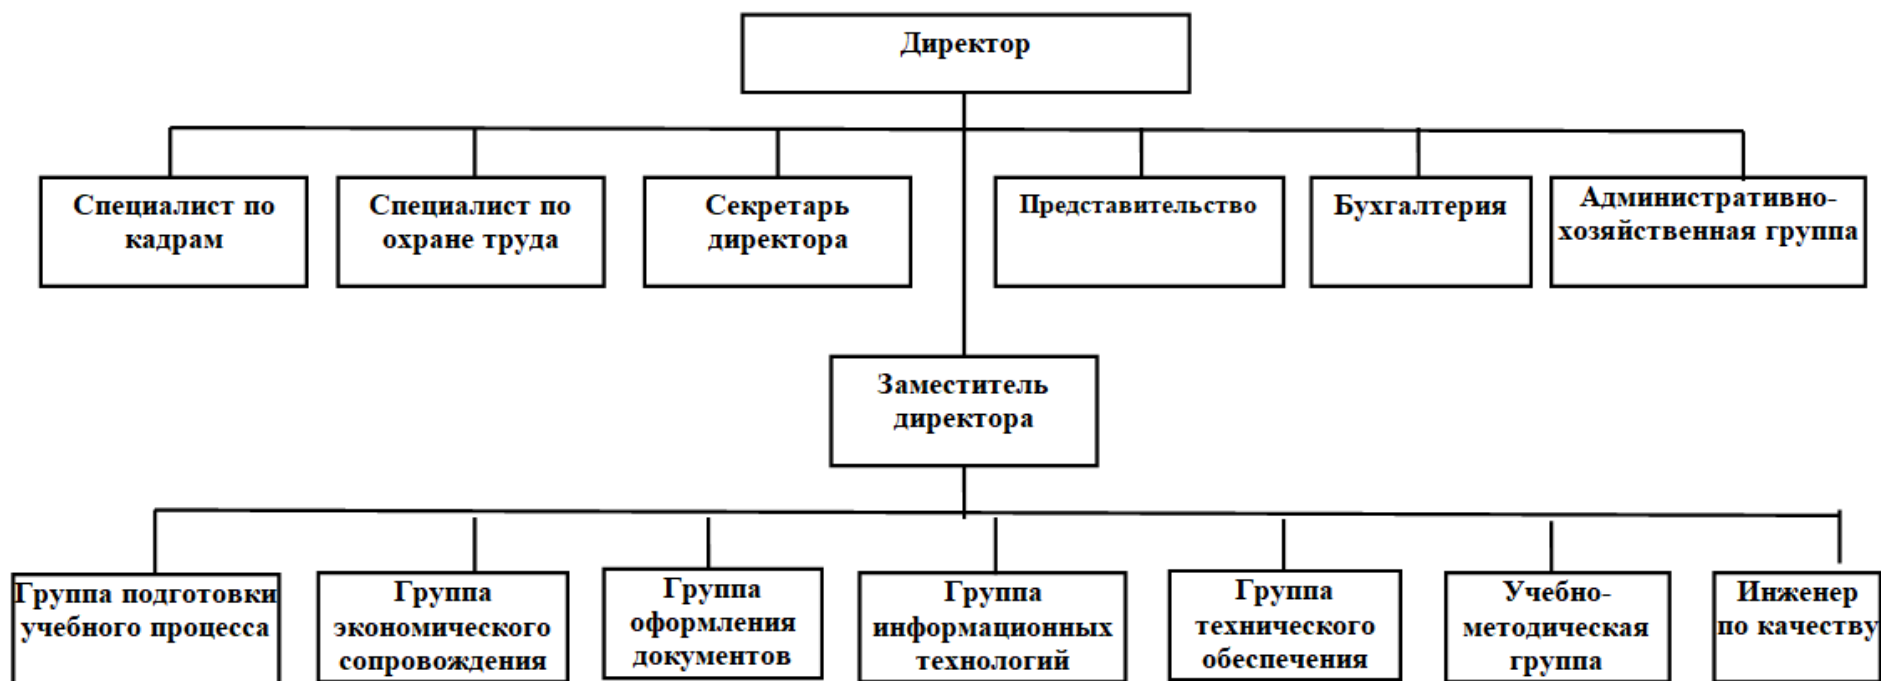 Директор
Специалист по
кадрам
Специалист по
охране труда
Секретарь
директора
Представительство
Бухгалтерия
Административно-
хозяйственная группа
Заместитель
директора
Группа подготовки
учебного процесса
Группа
экономического
сопровождения
Группа
оформления
документов
Группа
информационных
технологий
Группа
технического
обеспечения
Учебно-
методическая
группа
Инженер
по качеству